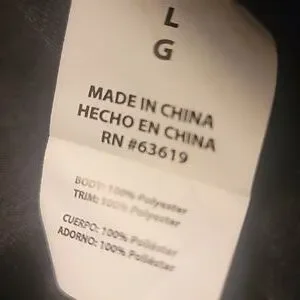 L
G
MADE IN CHINA
HECHO EN CHINA
RN #63619
BODY: 100% Polyester
TRIM: 100% Polyester
CUERPO: 100% Poliéster
ADORNO: 100% Poliéster